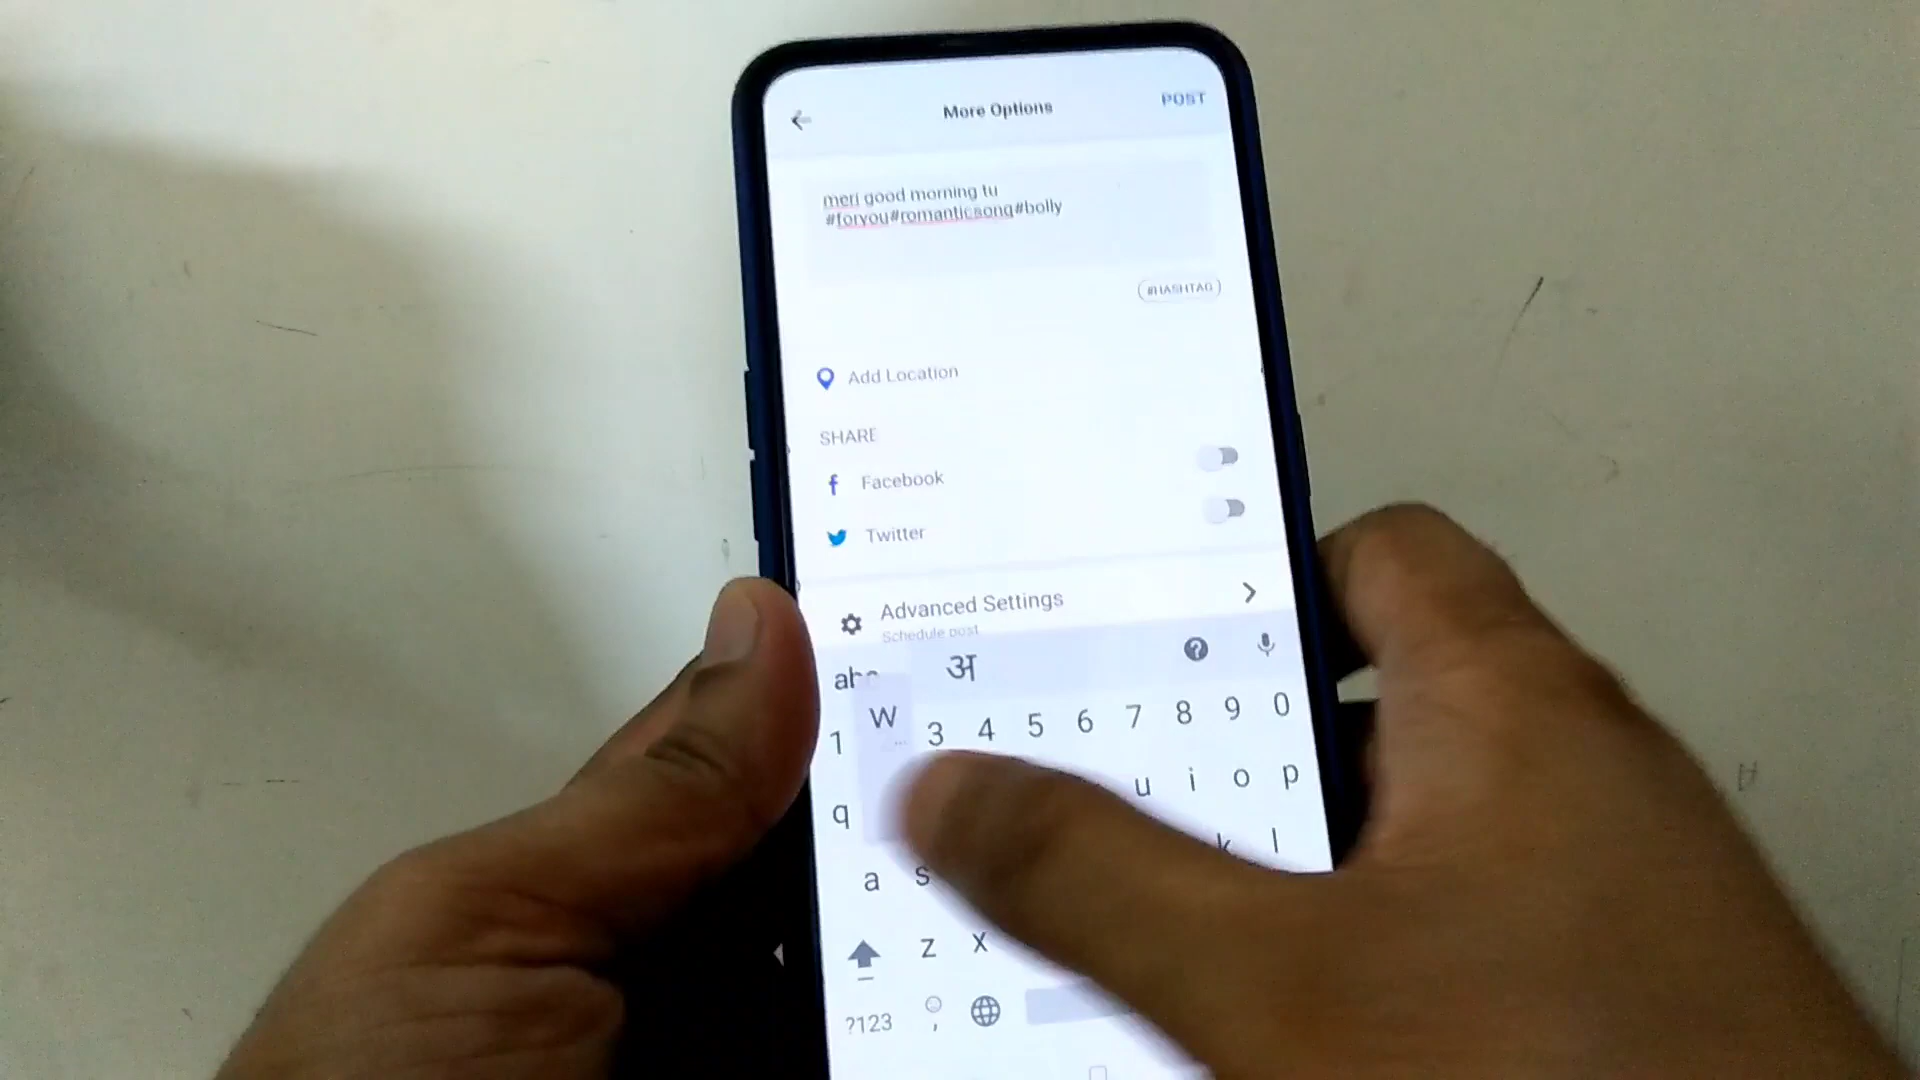 More Options
POST
meri good morning tu
#foryou#romanticsong#bolly
#HASHTAG
Add Location
SHARE
f Facebook
Twitter
Advanced Settings
Schedule post
अ
W
1 3 4 5 6 7 8 9 0
q u i o p
a s k l
z x
?123 ,